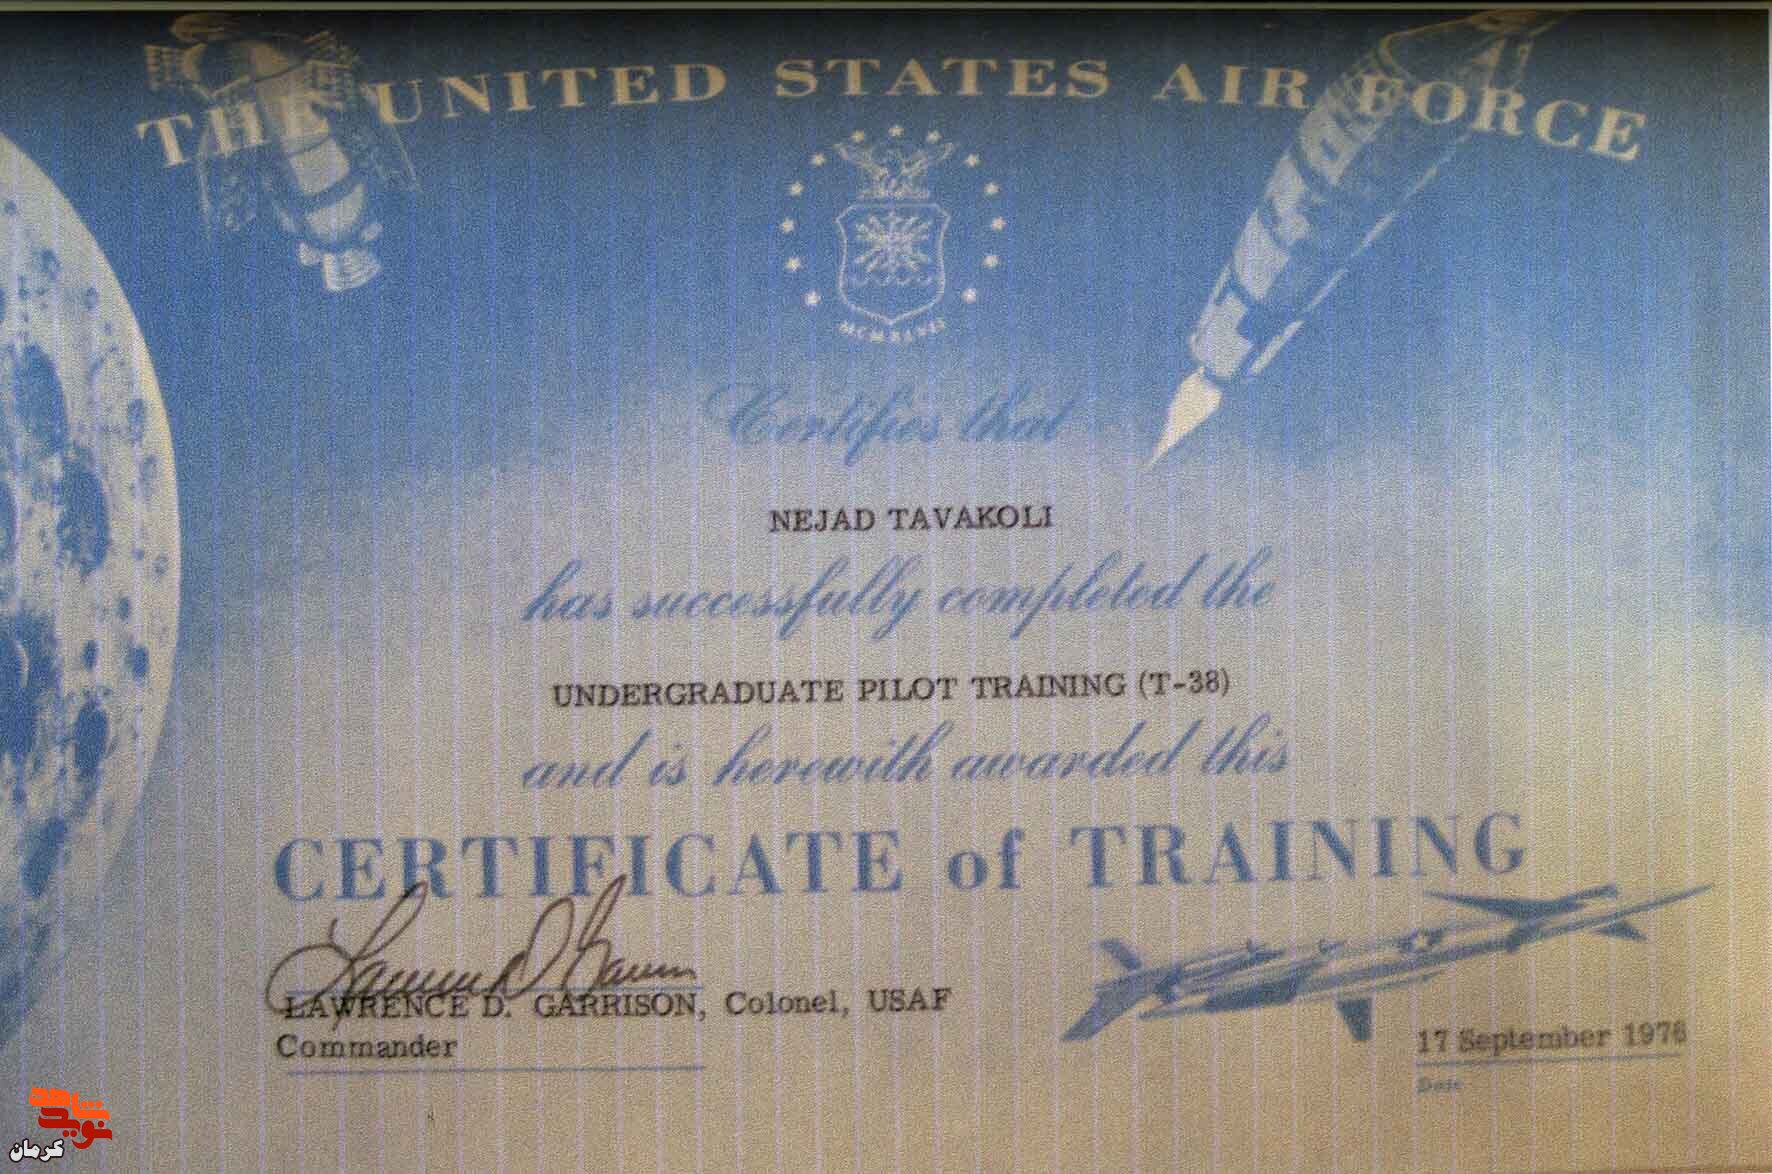 THE UNITED STATES AIR FORCE
MCMXLVII
Certifies that
NEJAD TAVAKOLI
has successfully completed the
UNDERGRADUATE PILOT TRAINING (T-38)
and is herewith awarded this
CERTIFICATE of TRAINING
LAWRENCE D. GARRISON, Colonel, USAF
Commander
17 September 1976
Date
نوید شاهد
کرمان